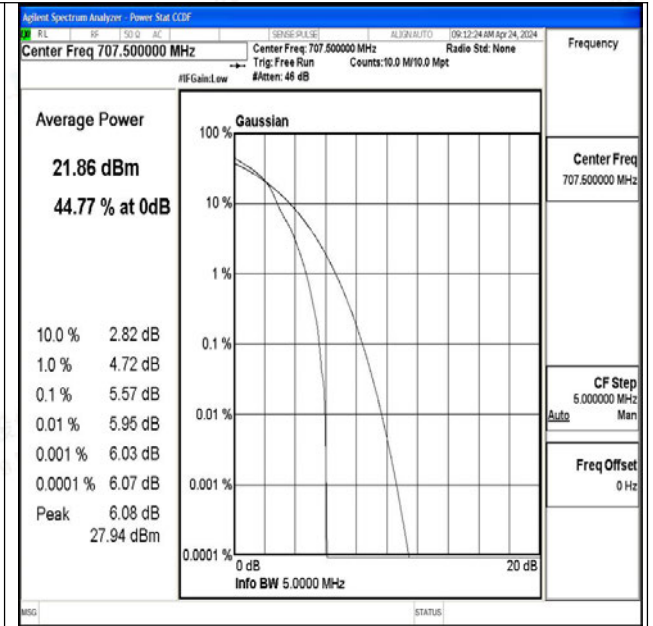 Agilent Spectrum Analyzer - Power Stat CCDF
RL RF 50 Ω AC SENSE:PULSE ALIGN AUTO 09:12:24 AM Apr 24, 2024
Center Freq 707.500000 MHz
Center Freq: 707.500000 MHz Radio Std: None
Trig: Free Run Counts:10.0 M/10.0 Mpt
#IFGain:Low #Atten: 46 dB
Frequency
Average Power
21.86 dBm
44.77 % at 0dB
10.0 % 2.82 dB
1.0 % 4.72 dB
0.1 % 5.57 dB
0.01 % 5.95 dB
0.001 % 6.03 dB
0.0001 % 6.07 dB
Peak 6.08 dB
27.94 dBm
Gaussian
100 %
10 %
1 %
0.1 %
0.01 %
0.001 %
0.0001 %
0 dB 20 dB
Info BW 5.0000 MHz
Center Freq
707.500000 MHz
CF Step
5.000000 MHz
Auto Man
Freq Offset
0 Hz
MSG STATUS